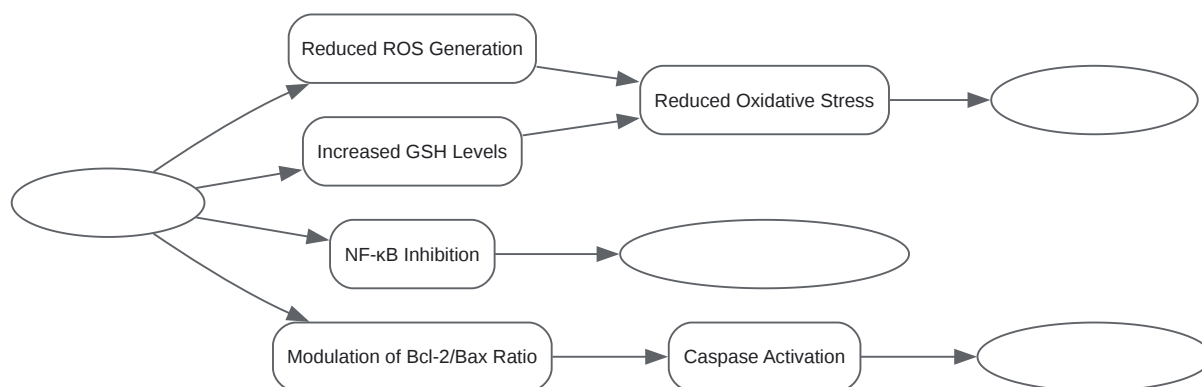 Reduced ROS Generation
Reduced Oxidative Stress
Increased GSH Levels
NF-κB Inhibition
Modulation of Bcl-2/Bax Ratio
Caspase Activation